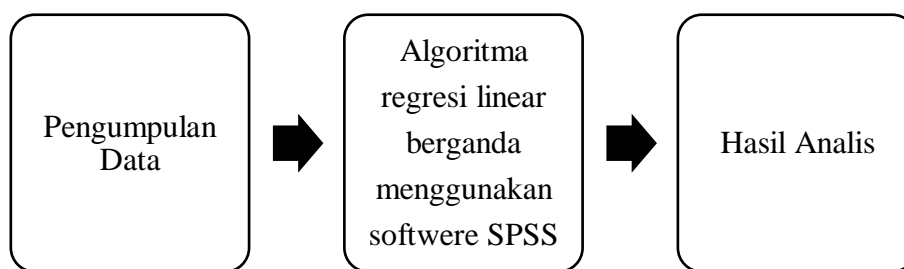 Pengumpulan
Data
Algoritma
regresi linear
berganda
menggunakan
softwere SPSS
Hasil Analis